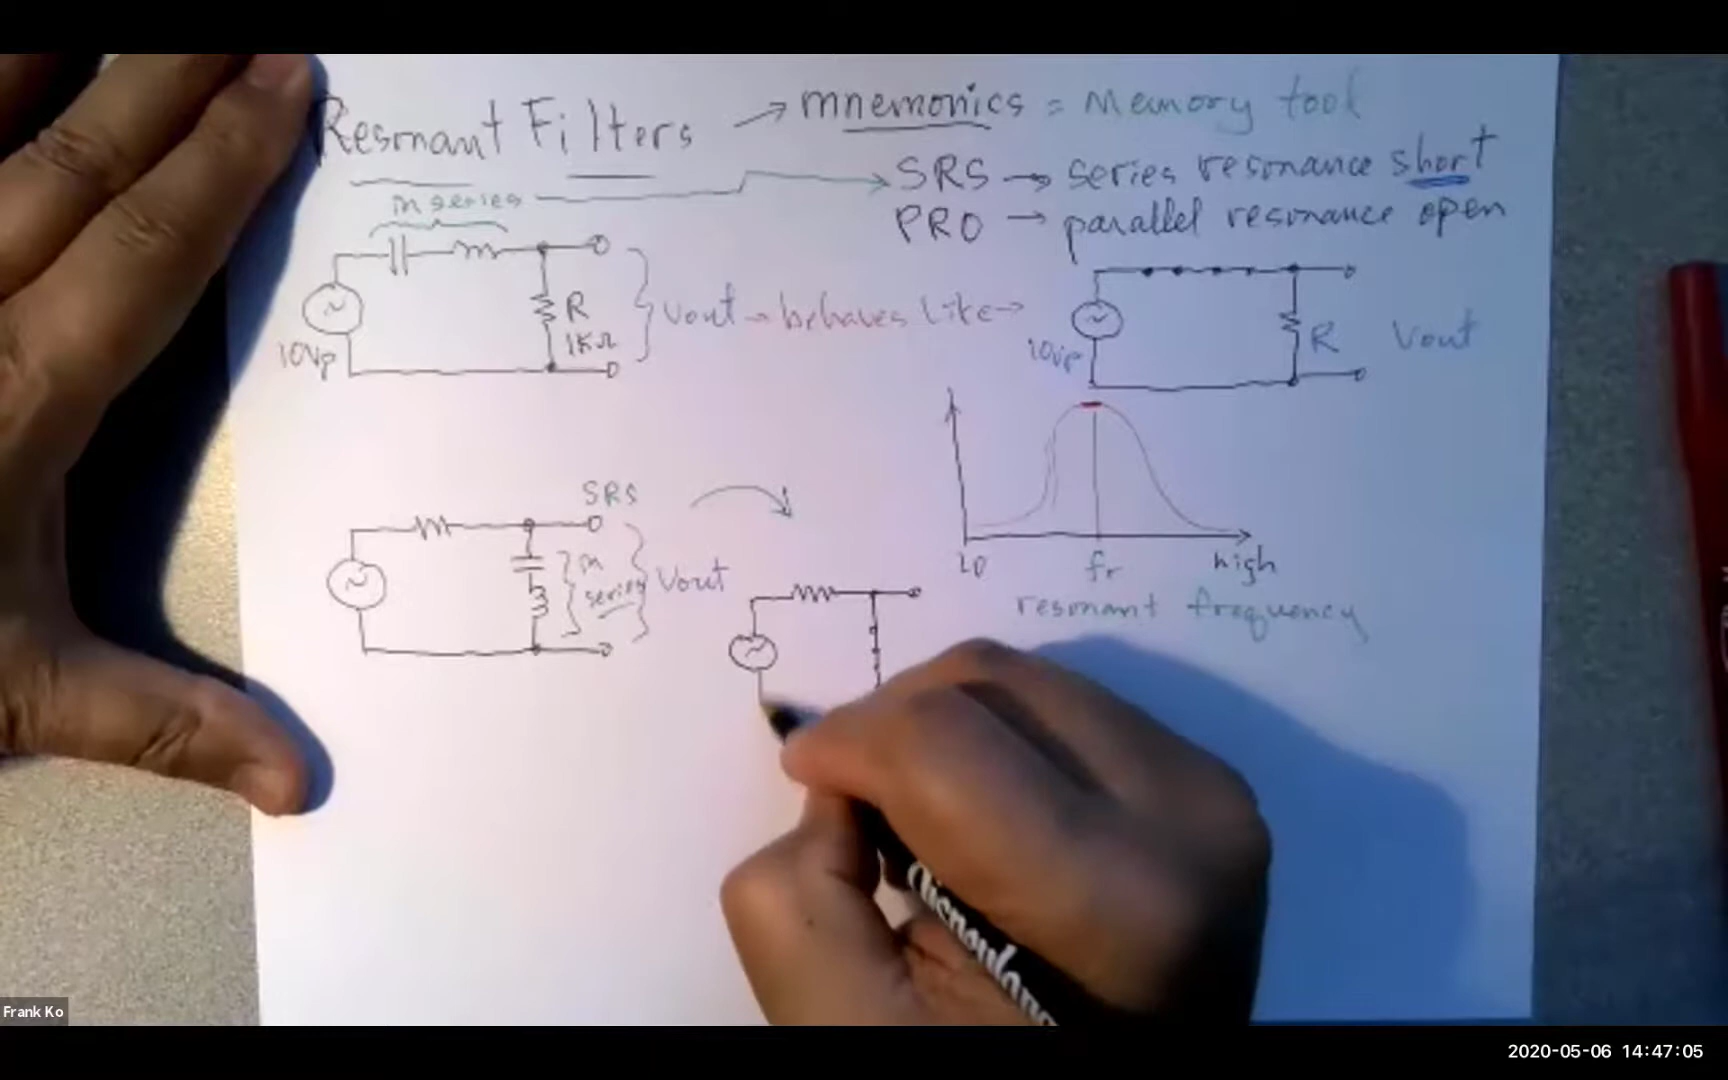 Resonant Filters → mnemonics = Memory tool
SRS → series resonance short
in series
PRO → parallel resonance open
R
1KΩ
10Vp
Vout → behaves like →
10Vp
R
Vout
SRS
in
series
Vout
Lo
fr
high
resonant frequency
Frank Ko
2020-05-06 14:47:05